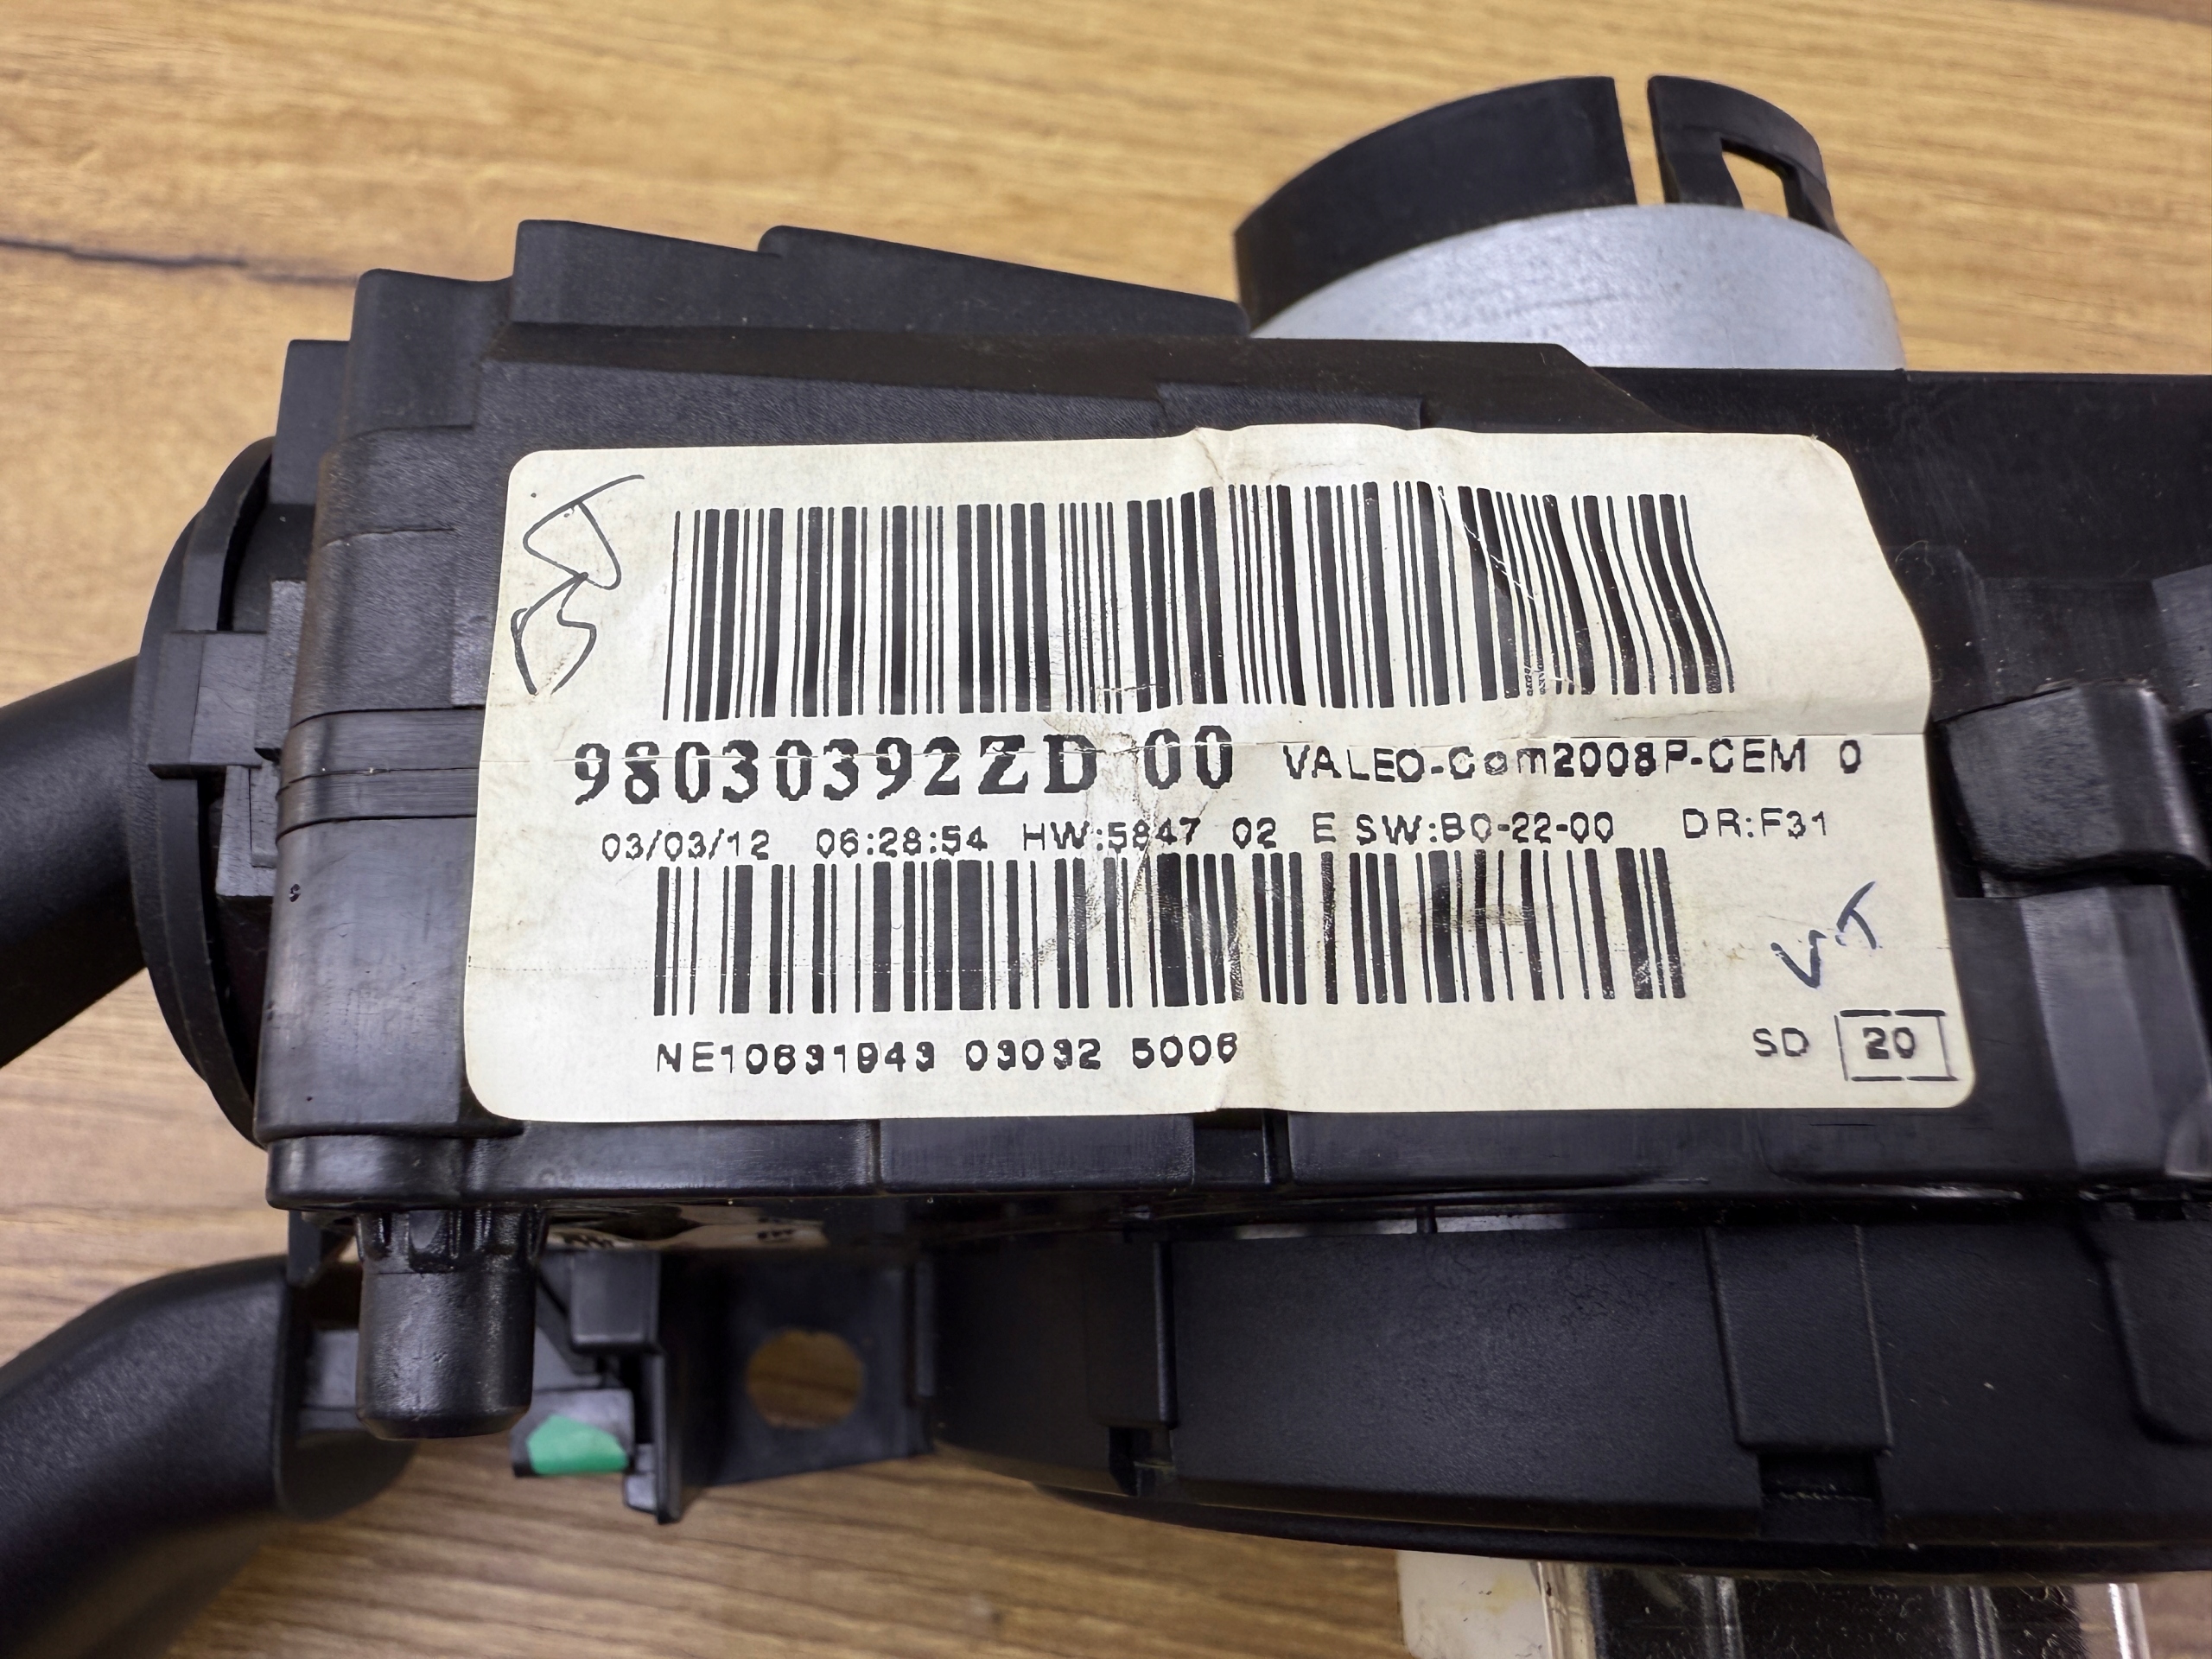 98030392ZD 00 VALEO-Com2008P-CEM 0
03/03/12 06:28:54 HW:5847 02 E SW:B0-22-00 DR:F31
NE10631943 03032 5006
SD 20